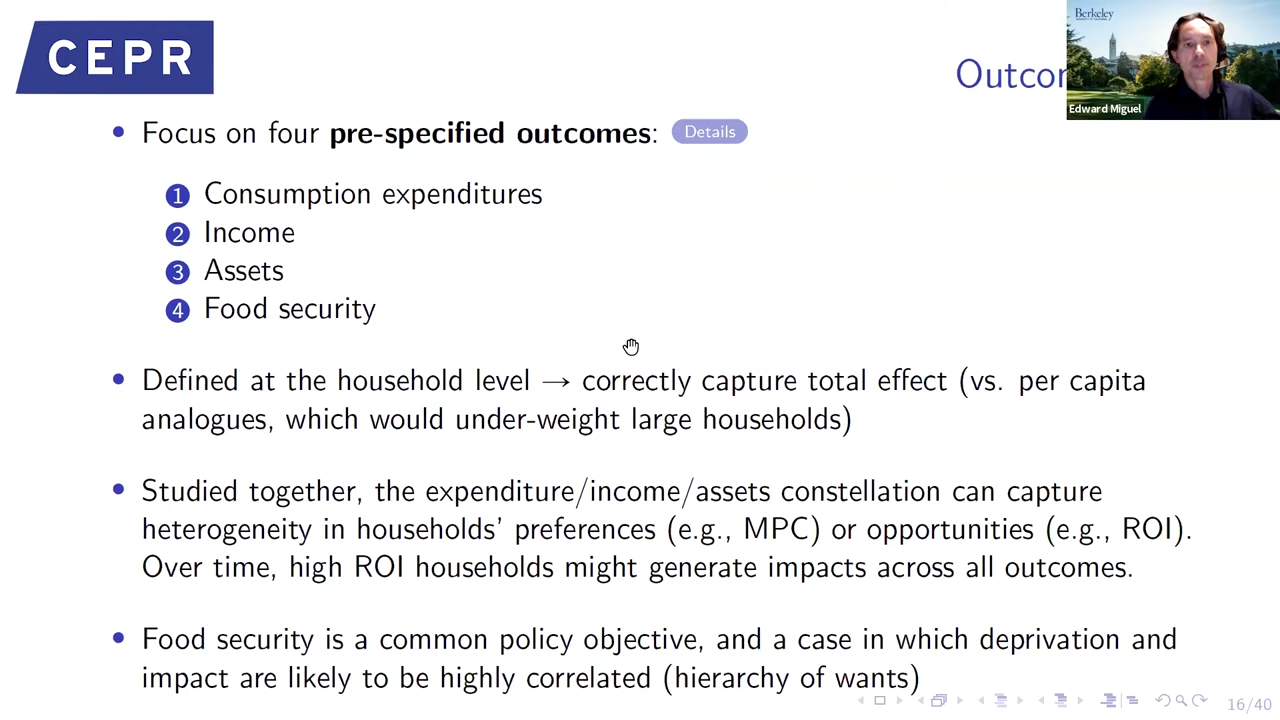 CEPR
Berkeley
Edward Miguel
• Focus on four pre-specified outcomes: Details
1 Consumption expenditures
2 Income
3 Assets
4 Food security
• Defined at the household level → correctly capture total effect (vs. per capita
analogues, which would under-weight large households)
• Studied together, the expenditure/income/assets constellation can capture
heterogeneity in households' preferences (e.g., MPC) or opportunities (e.g., ROI).
Over time, high ROI households might generate impacts across all outcomes.
• Food security is a common policy objective, and a case in which deprivation and
impact are likely to be highly correlated (hierarchy of wants)
16/40